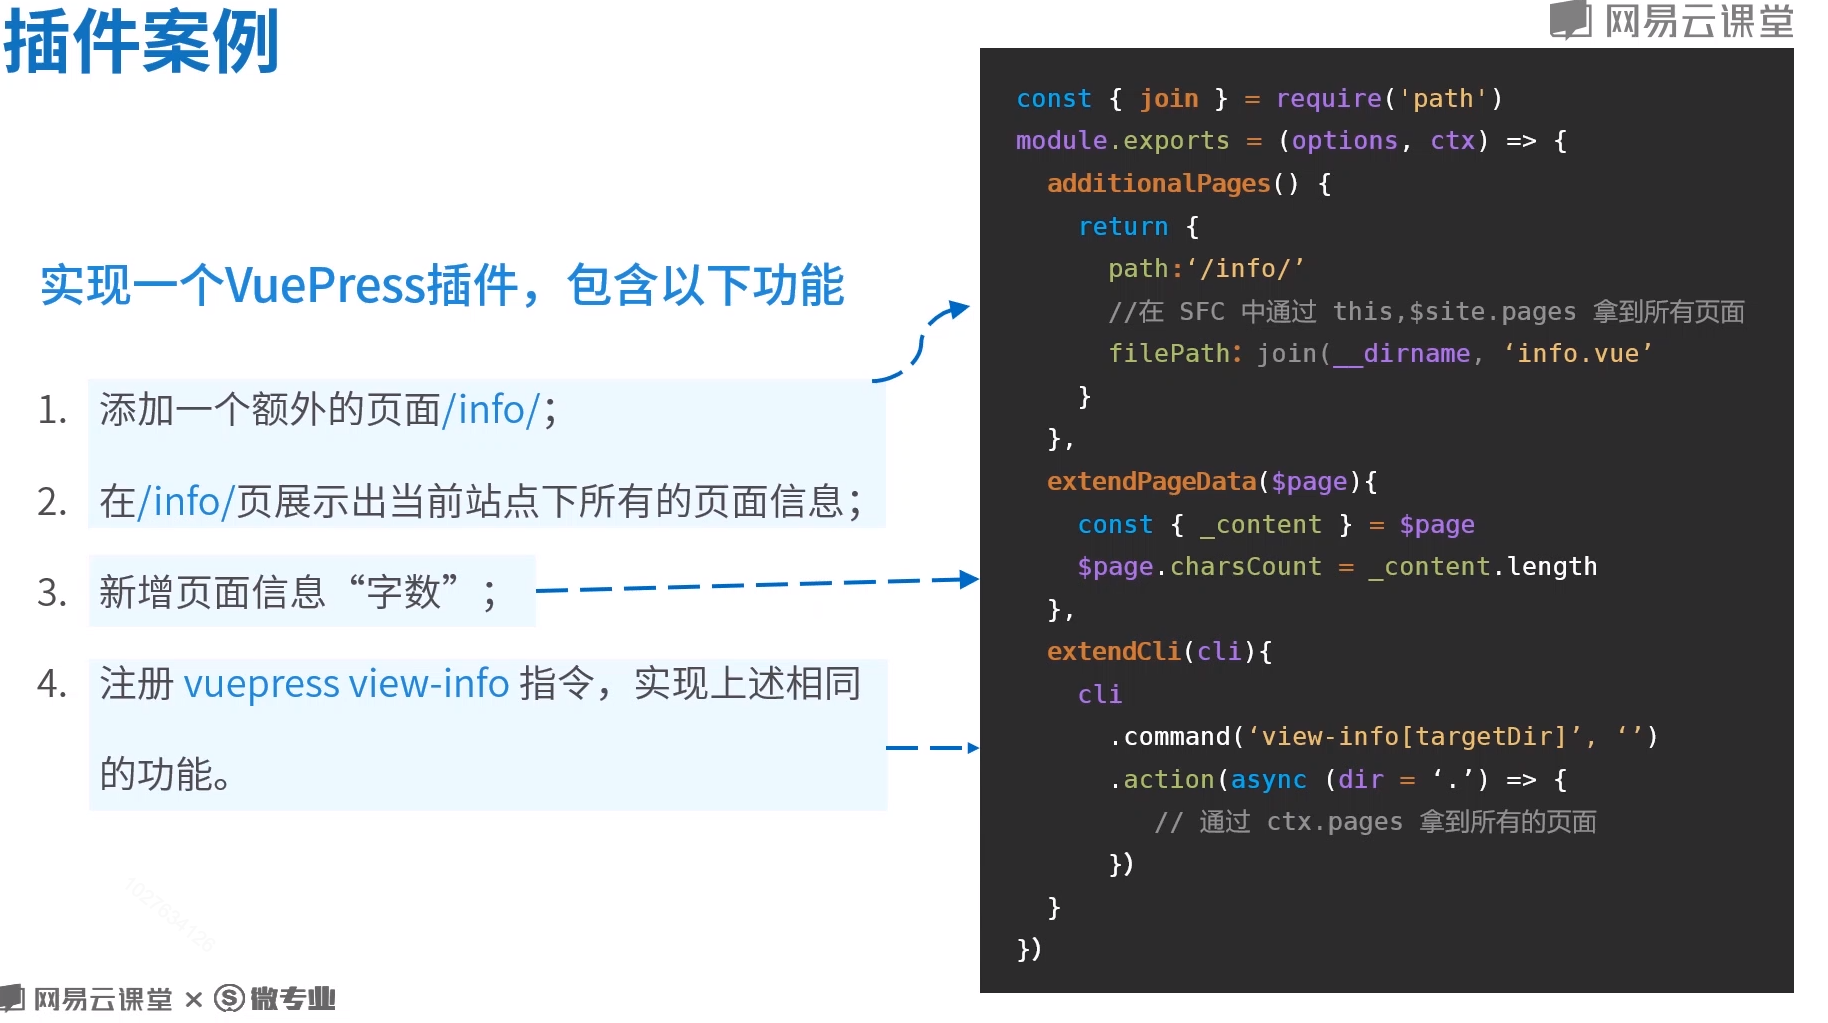 插件案例
网易云课堂
实现一个VuePress插件，包含以下功能
1. 添加一个额外的页面/info/；
2. 在/info/页展示出当前站点下所有的页面信息；
3. 新增页面信息“字数”；
4. 注册 vuepress view-info 指令，实现上述相同
的功能。
const { join } = require('path')
module.exports = (options, ctx) => {
additionalPages() {
return {
path:‘/info/’
//在 SFC 中通过 this,$site.pages 拿到所有页面
filePath: join(__dirname, ‘info.vue’
}
},
extendPageData($page){
const { _content } = $page
$page.charsCount = _content.length
},
extendCli(cli){
cli
.command(‘view-info[targetDir]’, ‘’)
.action(async (dir = ‘.’) => {
// 通过 ctx.pages 拿到所有的页面
})
}
})
1027634126
网易云课堂 × S 微专业